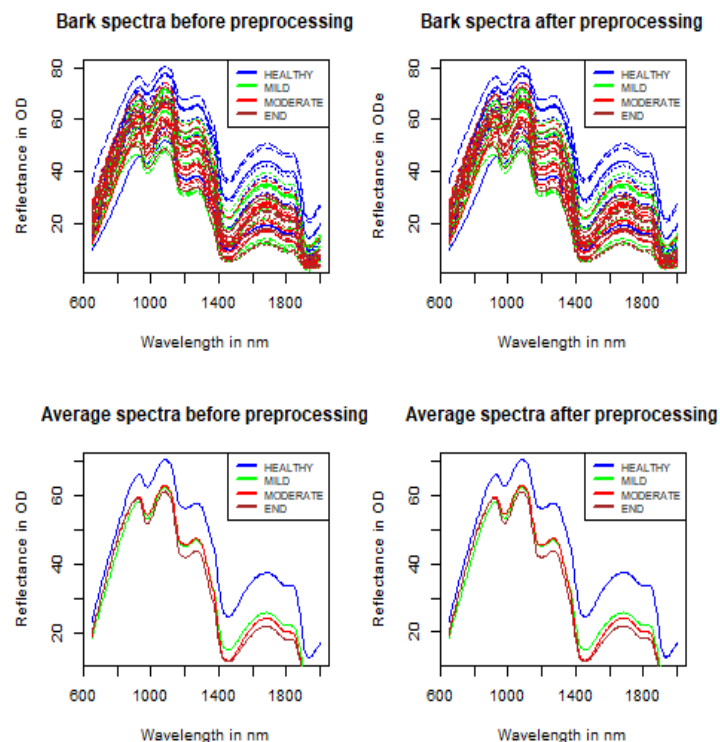 Bark spectra before preprocessing
Reflectance in OD
80
60
40
20
HEALTHY
MILD
MODERATE
END
600 1000 1400 1800
Wavelength in nm
Bark spectra after preprocessing
Reflectance in ODe
80
60
40
20
HEALTHY
MILD
MODERATE
END
600 1000 1400 1800
Wavelength in nm
Average spectra before preprocessing
Reflectance in OD
60
40
20
HEALTHY
MILD
MODERATE
END
600 1000 1400 1800
Wavelength in nm
Average spectra after preprocessing
Reflectance in OD
60
40
20
HEALTHY
MILD
MODERATE
END
600 1000 1400 1800
Wavelength in nm